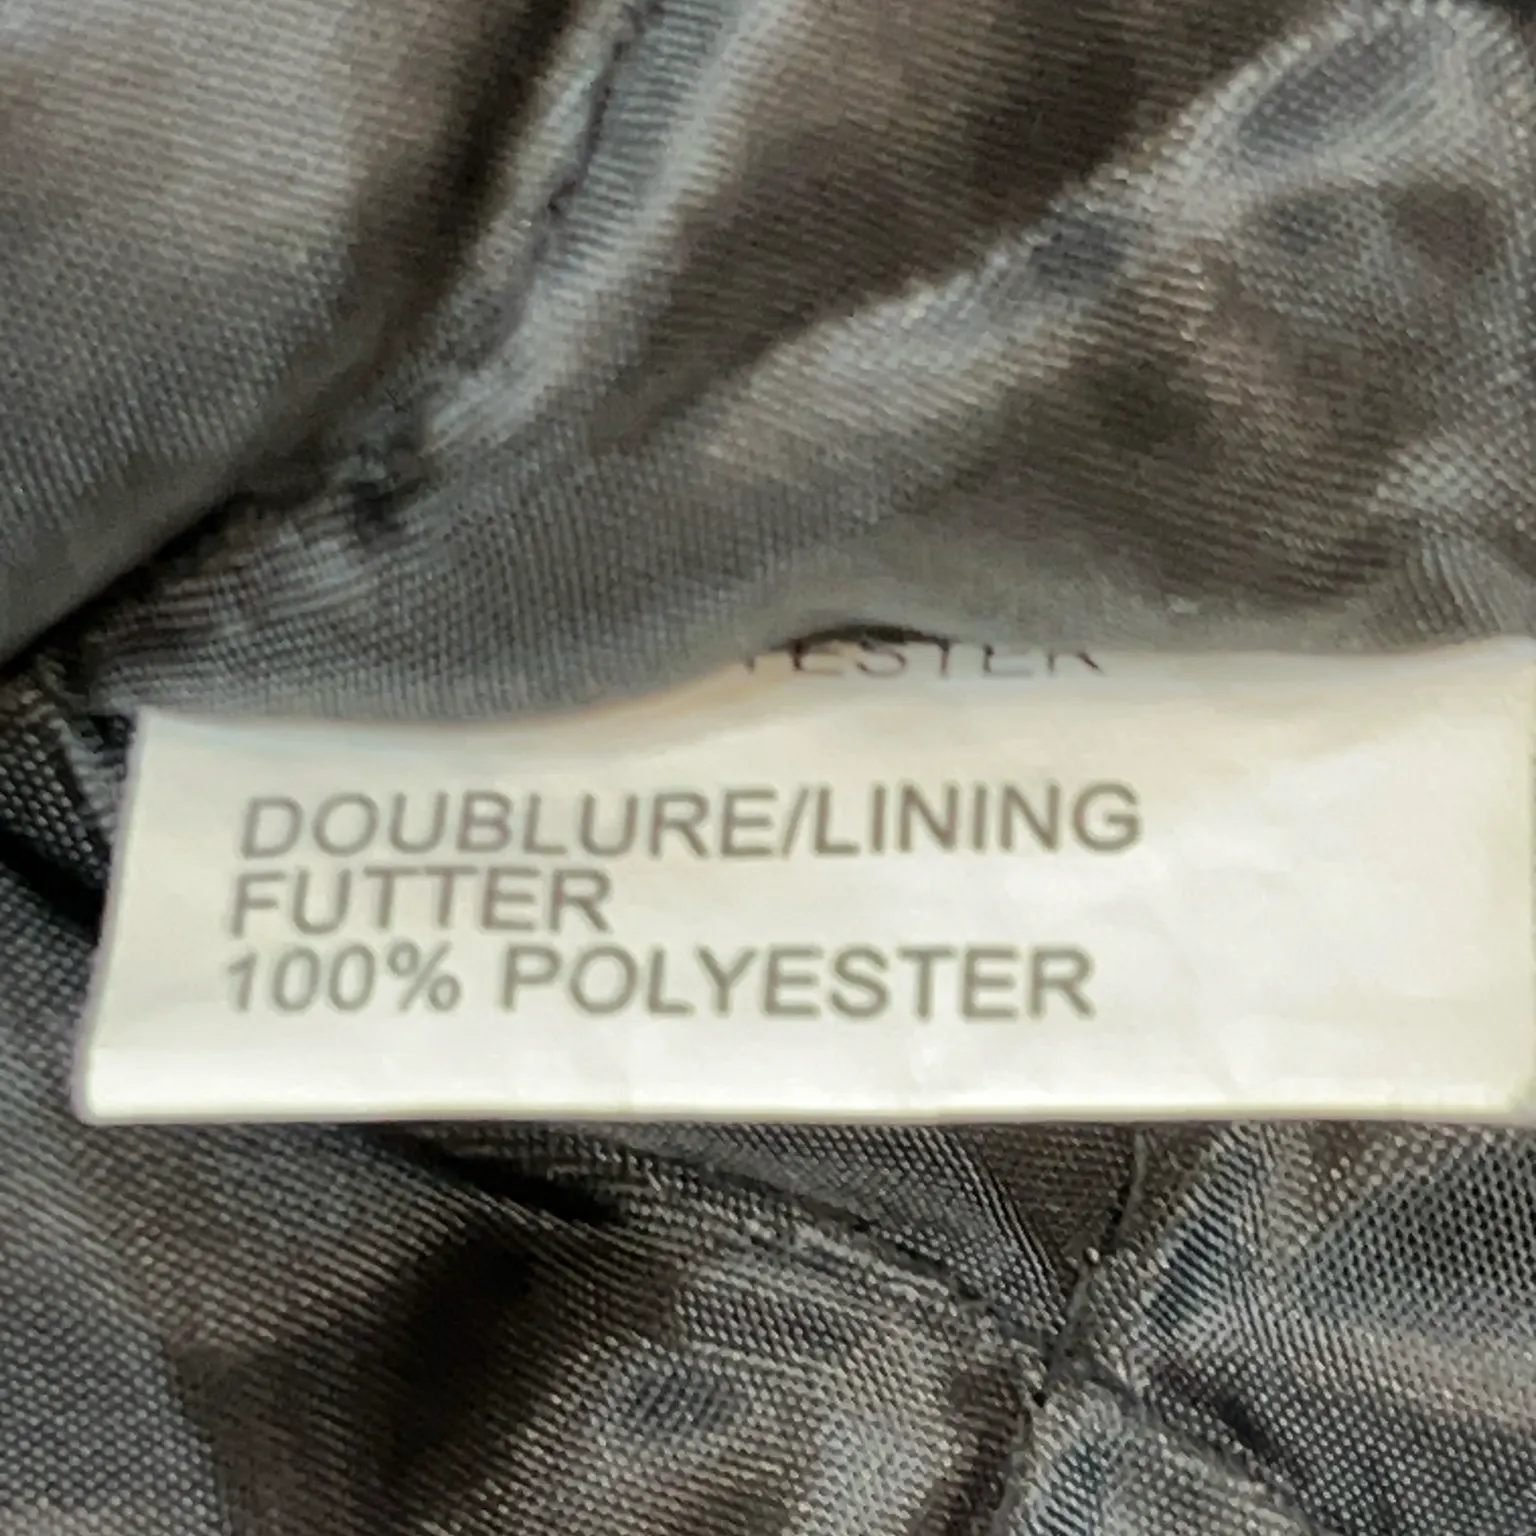 DOUBLURE/LINING
FUTTER
100% POLYESTER